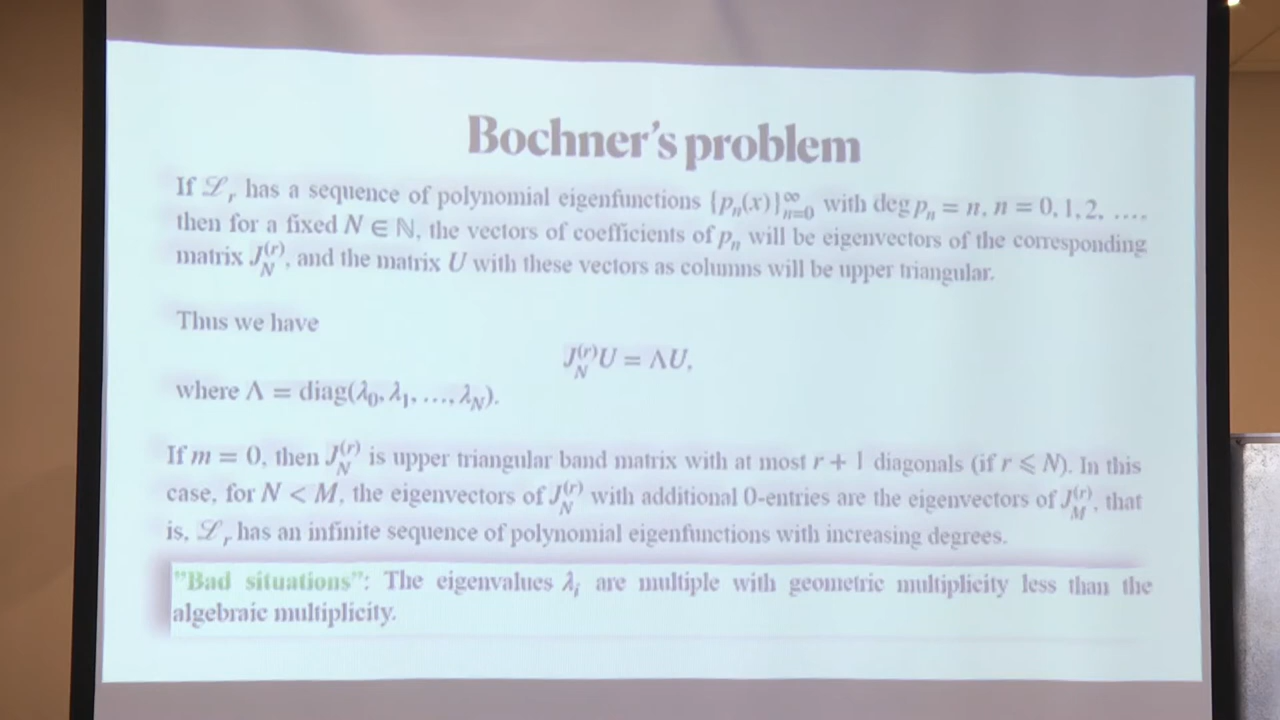 Bochner's problem
If ℒ_r has a sequence of polynomial eigenfunctions {p_n(x)}_{n=0}^∞ with deg p_n = n, n = 0, 1, 2, ….,
then for a fixed N ∈ ℕ, the vectors of coefficients of p_n will be eigenvectors of the corresponding
matrix J_N^{(r)}, and the matrix U with these vectors as columns will be upper triangular.
Thus we have
J_N^{(r)}U = ΛU,
where Λ = diag(λ_0, λ_1, …, λ_N).
If m = 0, then J_N^{(r)} is upper triangular band matrix with at most r + 1 diagonals (if r ⩽ N). In this
case, for N < M, the eigenvectors of J_N^{(r)} with additional 0-entries are the eigenvectors of J_M^{(r)}, that
is, ℒ_r has an infinite sequence of polynomial eigenfunctions with increasing degrees.
"Bad situations": The eigenvalues λ_j are multiple with geometric multiplicity less than the
algebraic multiplicity.